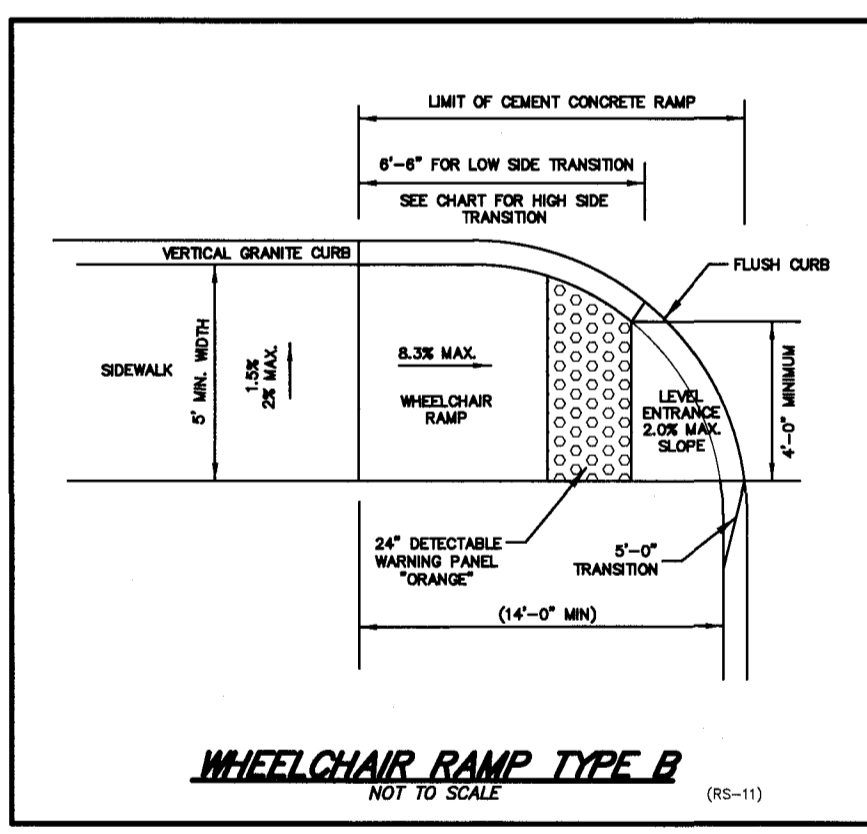 LIMIT OF CEMENT CONCRETE RAMP
6'-6" FOR LOW SIDE TRANSITION
SEE CHART FOR HIGH SIDE
TRANSITION
VERTICAL GRANITE CURB
FLUSH CURB
SIDEWALK
5' MIN. WIDTH
1.5%
2% MAX.
8.3% MAX.
WHEELCHAIR
RAMP
LEVEL
ENTRANCE
2.0% MAX.
SLOPE
4'-0" MINIMUM
24" DETECTABLE
WARNING PANEL
"ORANGE"
5'-0"
TRANSITION
(14'-0" MIN)
WHEELCHAIR RAMP TYPE B
NOT TO SCALE
(RS-11)